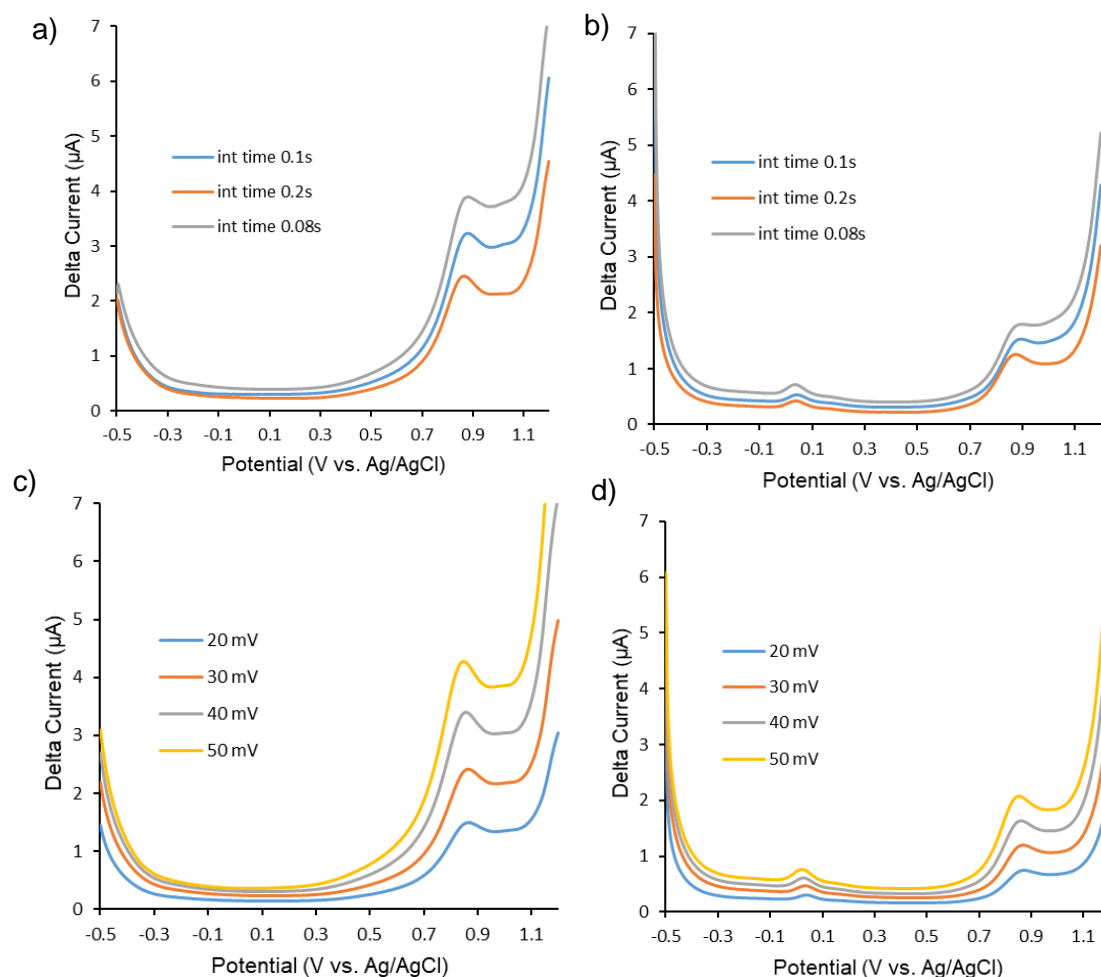 a)
7
6
5
4
3
2
1
0
Delta Current (µA)
int time 0.1s
int time 0.2s
int time 0.08s
-0.5 -0.3 -0.1 0.1 0.3 0.5 0.7 0.9 1.1
Potential (V vs. Ag/AgCl)
b)
7
6
5
4
3
2
1
0
Delta Current (µA)
int time 0.1s
int time 0.2s
int time 0.08s
-0.5 -0.3 -0.1 0.1 0.3 0.5 0.7 0.9 1.1
Potential (V vs. Ag/AgCl)
c)
7
6
5
4
3
2
1
0
Delta Current (µA)
20 mV
30 mV
40 mV
50 mV
-0.5 -0.3 -0.1 0.1 0.3 0.5 0.7 0.9 1.1
Potential (V vs. Ag/AgCl)
d)
7
6
5
4
3
2
1
0
Delta Current (µA)
20 mV
30 mV
40 mV
50 mV
-0.5 -0.3 -0.1 0.1 0.3 0.5 0.7 0.9 1.1
Potential (V vs. Ag/AgCl)